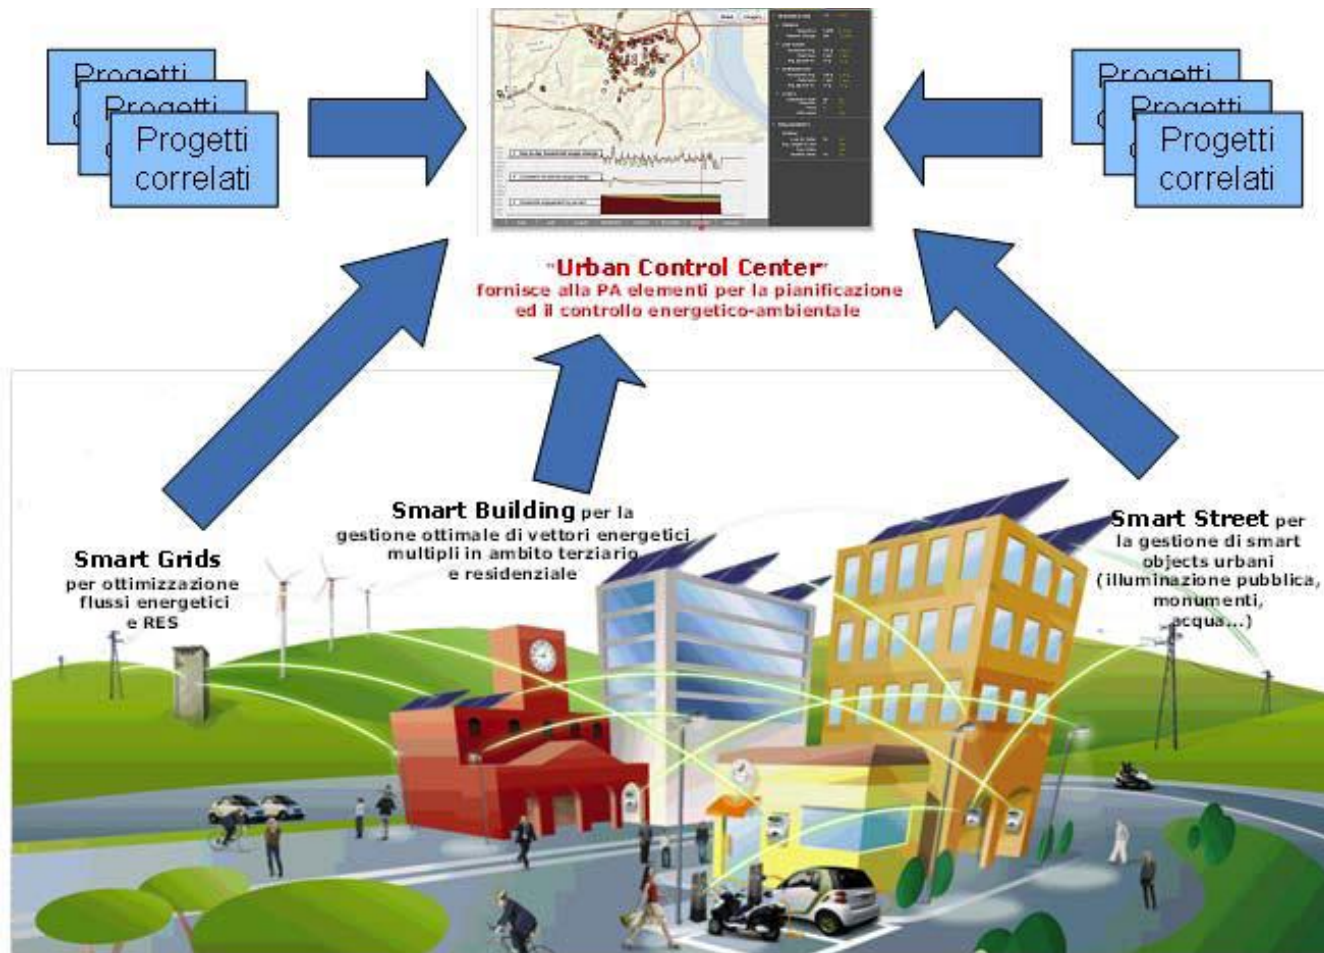 Progetti
Progetti
Progetti
correlati
Progetti
Progetti
Progetti
correlati
"Urban Control Center"
fornisce alla PA elementi per la pianificazione
ed il controllo energetico-ambientale
Smart Grids
per ottimizzazione
flussi energetici
e RES
Smart Building per la
gestione ottimale di vettori energetici
multipli in ambito terziario
e residenziale
Smart Street per
la gestione di smart
objects urbani
(illuminazione pubblica,
monumenti,
acqua...)